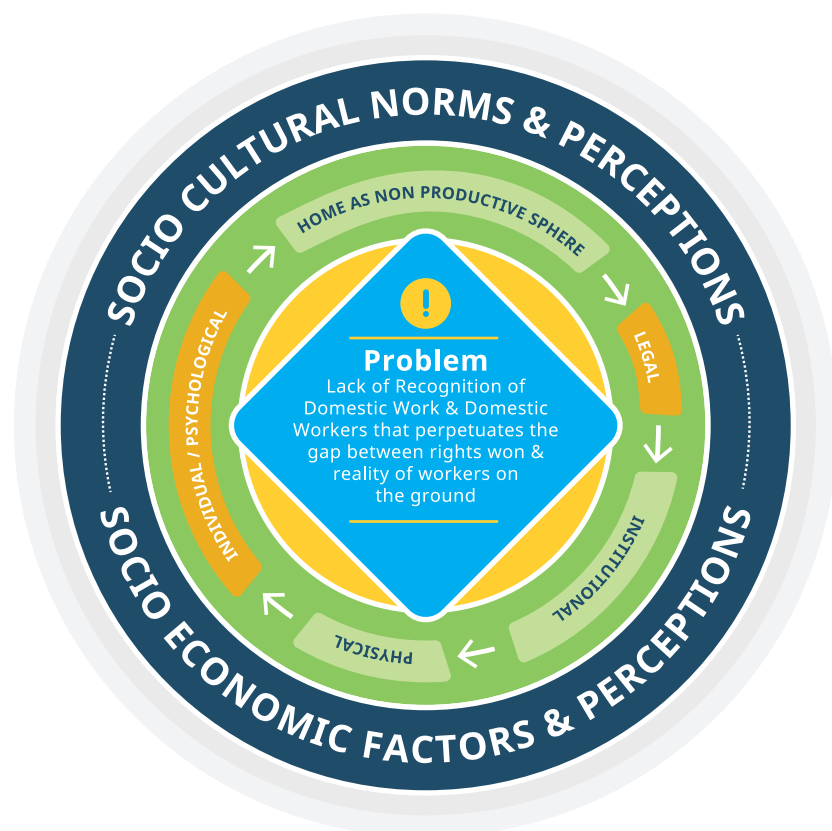 SOCIO CULTURAL NORMS & PERCEPTIONS
HOME AS NON PRODUCTIVE SPHERE
LEGAL
INSTITUTIONAL
PHYSICAL
INDIVIDUAL / PSYCHOLOGICAL
!
Problem
Lack of Recognition of
Domestic Work & Domestic
Workers that perpetuates the
gap between rights won &
reality of workers on
the ground
SOCIO ECONOMIC FACTORS & PERCEPTIONS